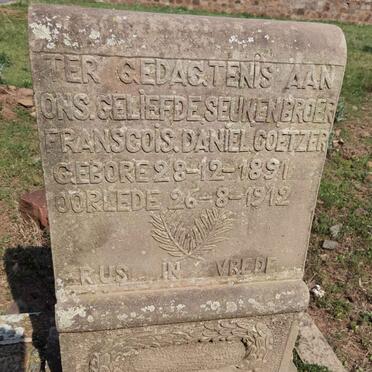 TER GEDAGTENIS AAN
ONS. GELIEFDE SEUN EN BROER
FRANSCOIS. DANIEL COETZER
GEBORE 28-12-1891
OORLEDE 26-8-1912
RUS IN VREDE